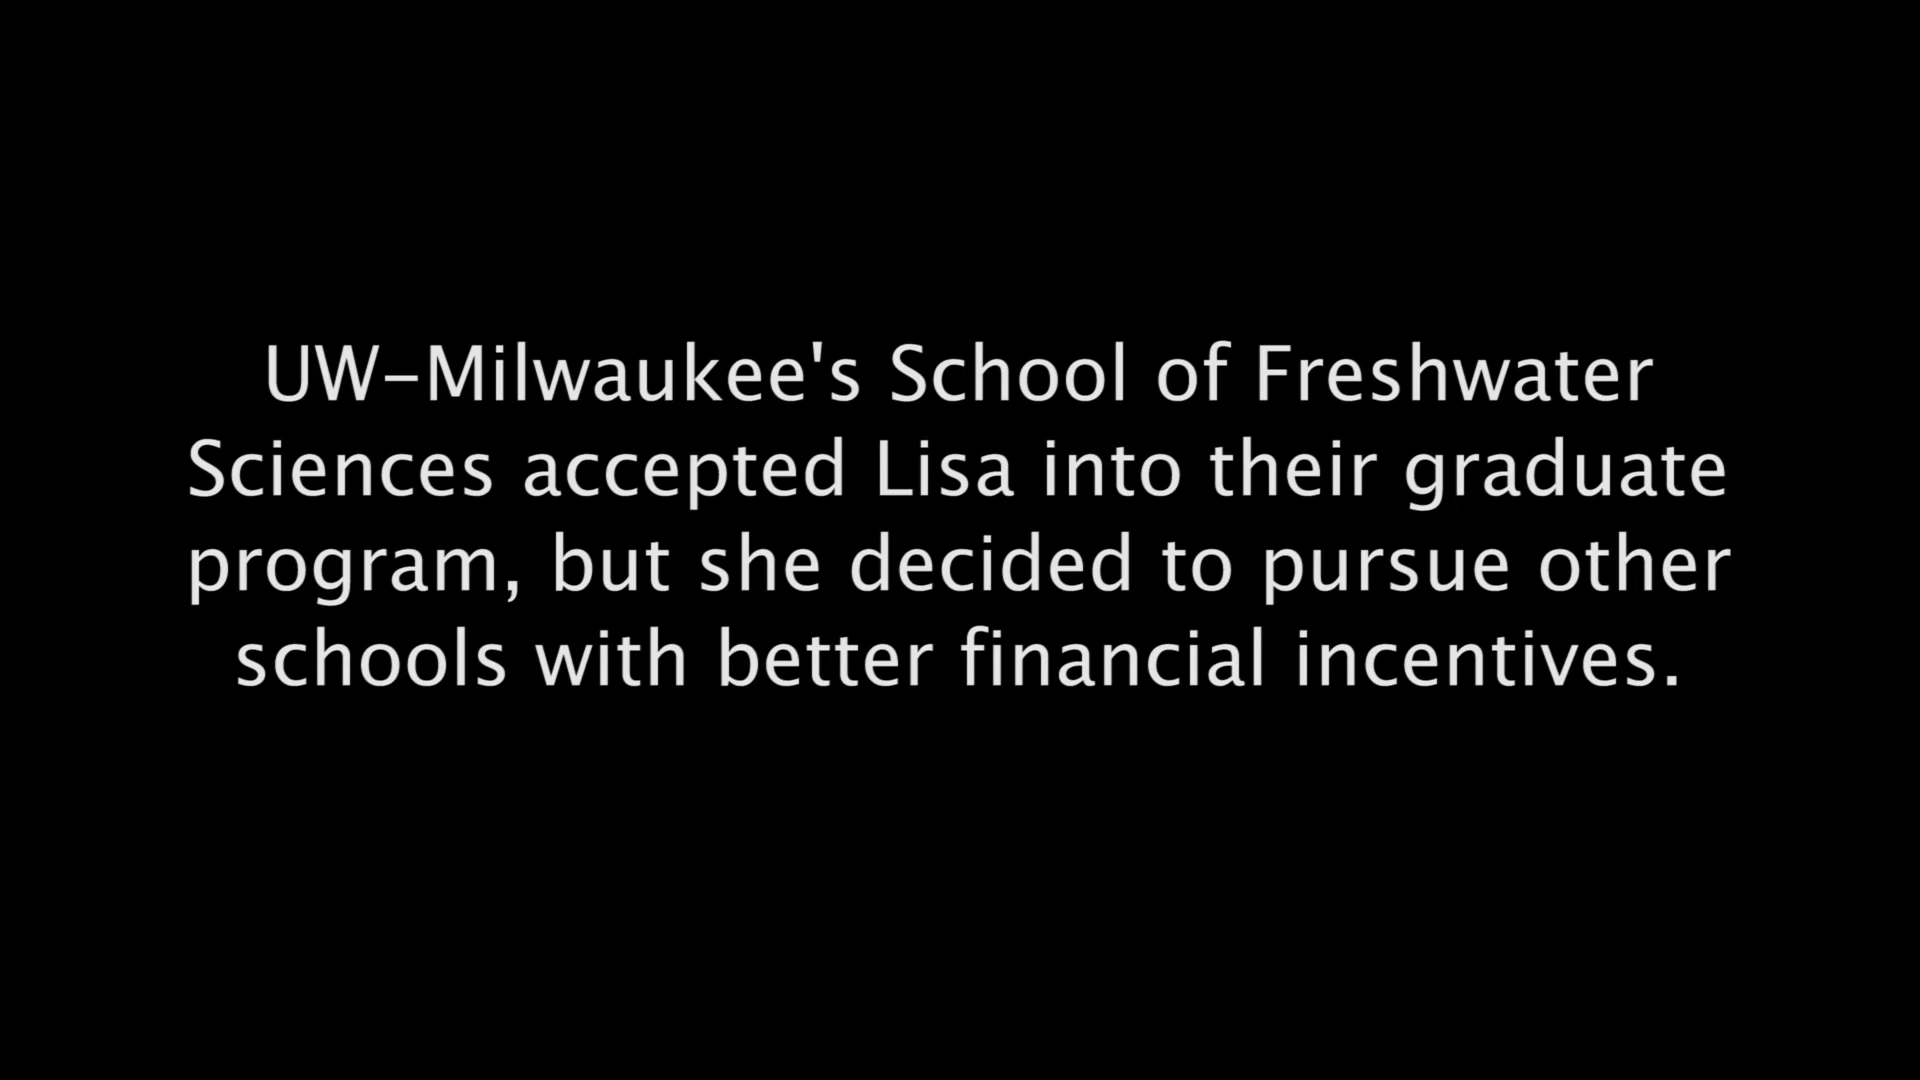 UW-Milwaukee's School of Freshwater
Sciences accepted Lisa into their graduate
program, but she decided to pursue other
schools with better financial incentives.